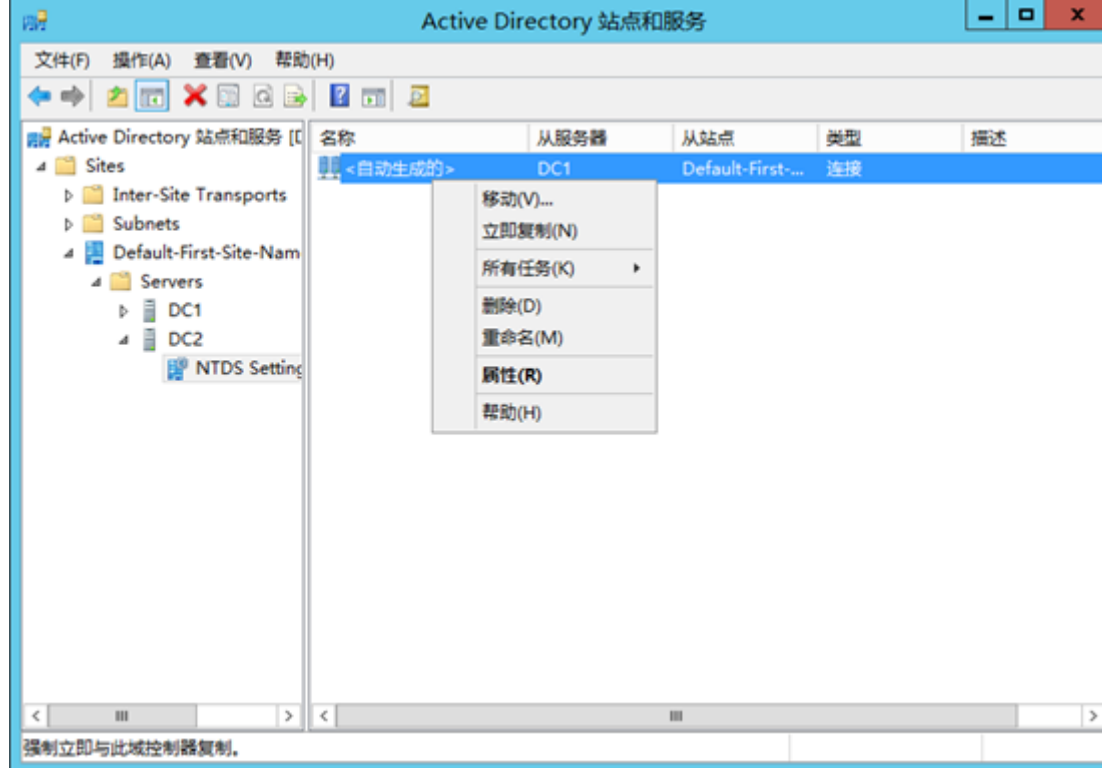 Active Directory 站点和服务
文件(F) 操作(A) 查看(V) 帮助(H)
Active Directory 站点和服务 [D
Sites
Inter-Site Transports
Subnets
Default-First-Site-Nam
Servers
DC1
DC2
NTDS Setting
名称 从服务器 从站点 类型 描述
<自动生成的> DC1 Default-First-... 连接
移动(V)...
立即复制(N)
所有任务(K)
删除(D)
重命名(M)
属性(R)
帮助(H)
强制立即与此域控制器复制。